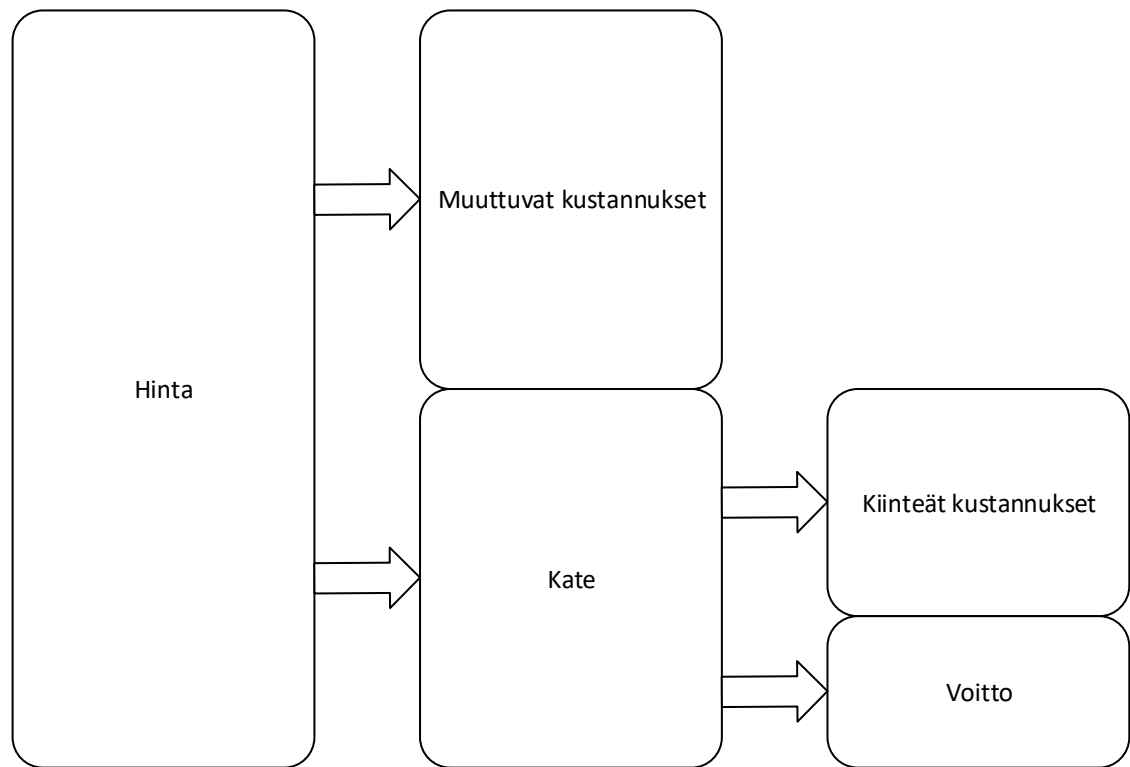 Hinta
Muuttuvat kustannukset
Kate
Kiinteät kustannukset
Voitto